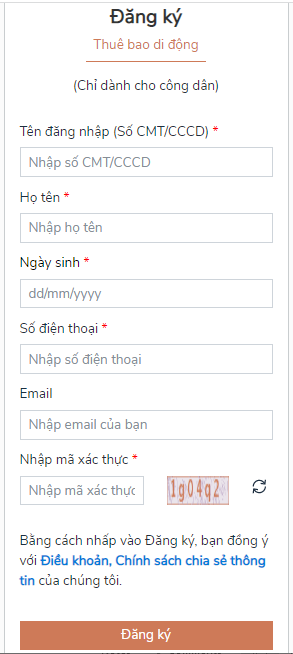 Đăng ký
Thuê bao di động
(Chỉ dành cho công dân)
Tên đăng nhập (Số CMT/CCCD) *
Nhập số CMT/CCCD
Họ tên *
Nhập họ tên
Ngày sinh *
dd/mm/yyyy
Số điện thoại *
Nhập số điện thoại
Email
Nhập email của bạn
Nhập mã xác thực *
Nhập mã xác thực
1g04q2
Bằng cách nhấp vào Đăng ký, bạn đồng ý
với Điều khoản, Chính sách chia sẻ thông
tin của chúng tôi.
Đăng ký